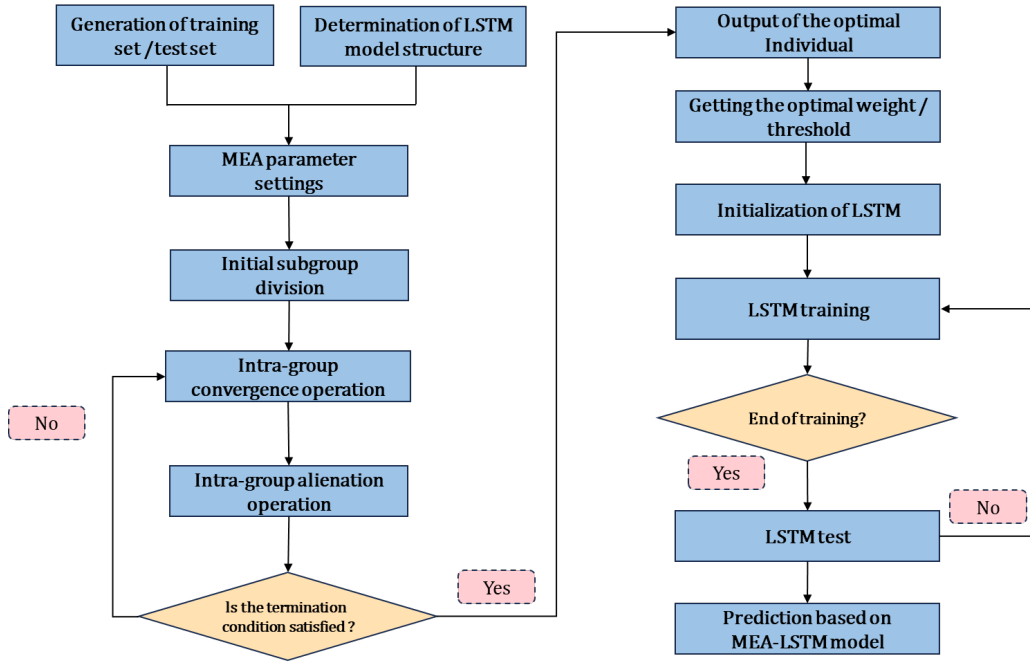 Generation of training
set /test set
Determination of LSTM
model structure
MEA parameter
settings
Initial subgroup
division
Intra-group
convergence operation
No
Intra-group alienation
operation
Is the termination
condition satisfied ?
Yes
Output of the optimal
Individual
Getting the optimal weight /
threshold
Initialization of LSTM
LSTM training
End of training?
Yes
No
LSTM test
Prediction based on
MEA-LSTM model